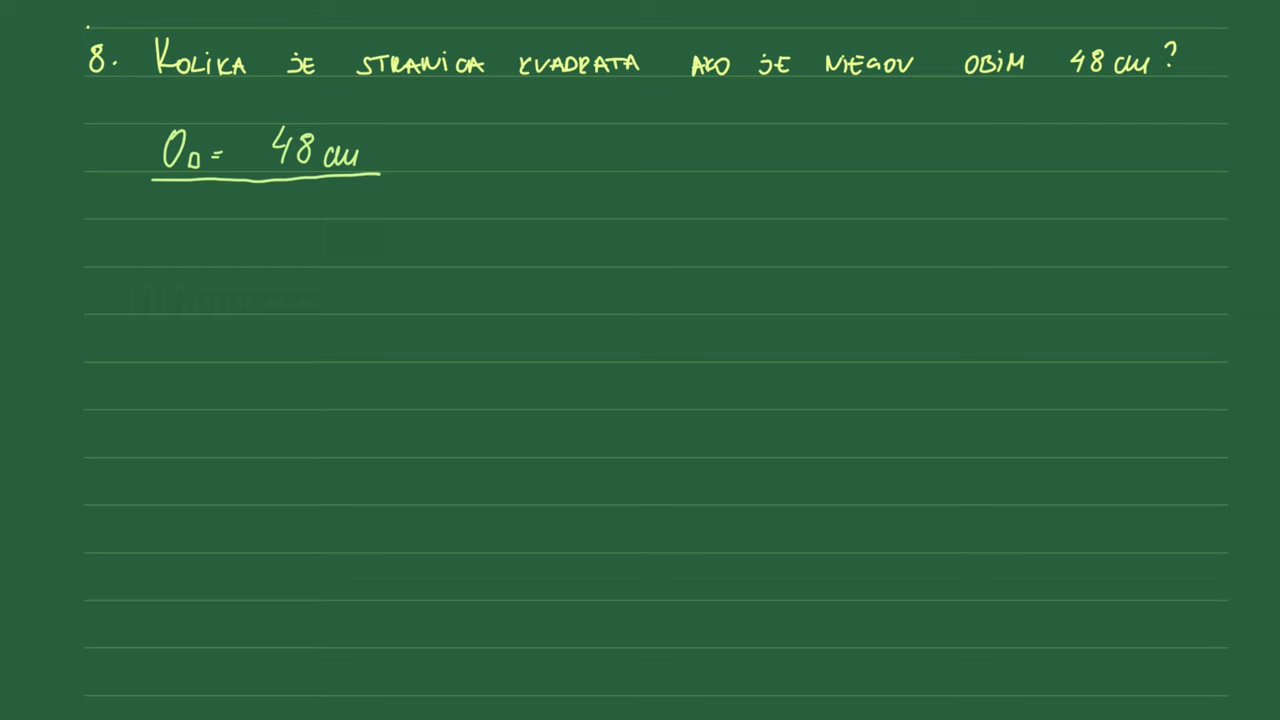 8. KOLIKA JE STRANICA KVADRATA AKO JE NJEGOV OBIM 48 cm?
O□ = 48 cm